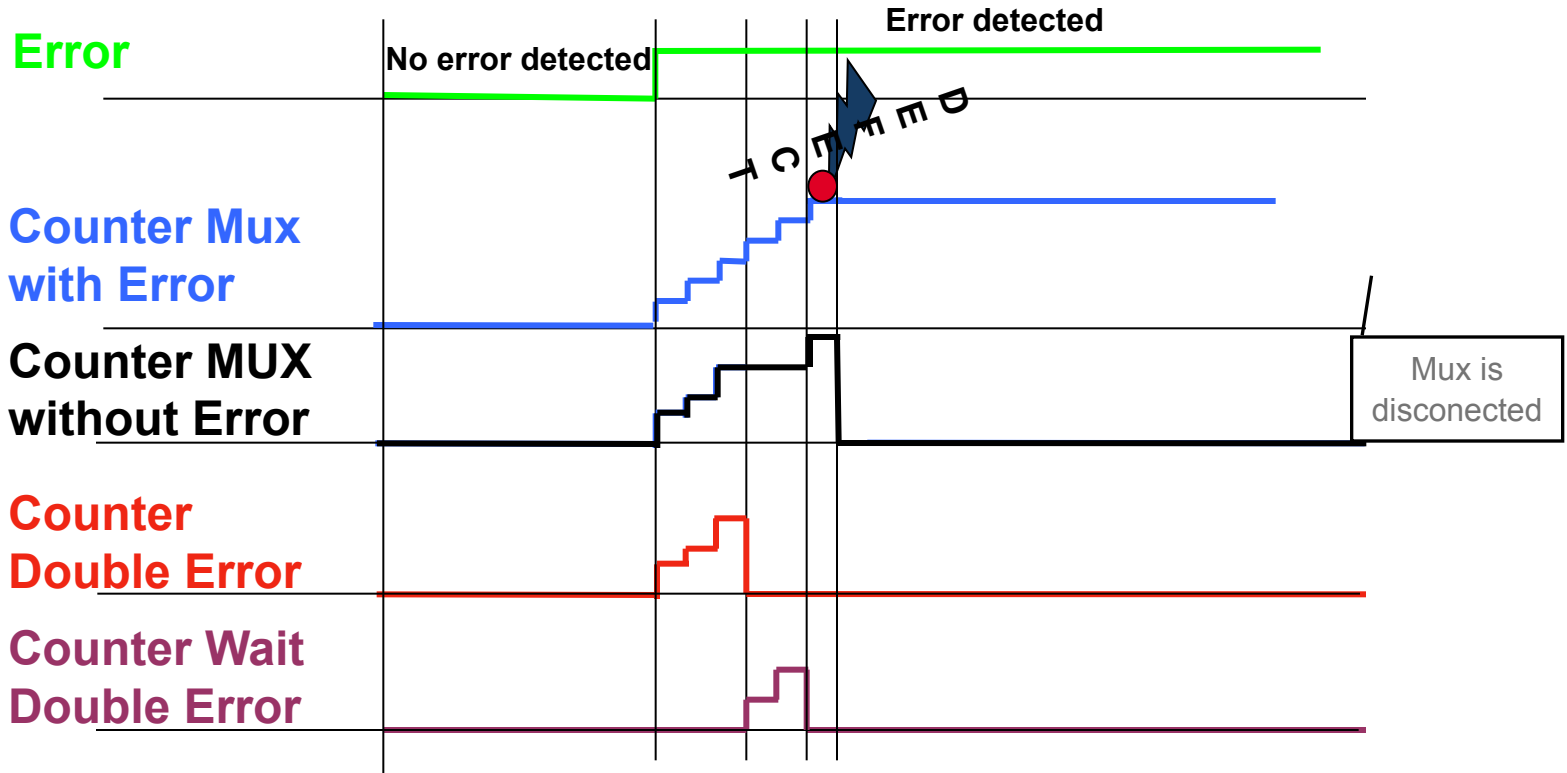 Error detected
Error
No error detected
DEFECT
Counter Mux
with Error
Counter MUX
without Error
Mux is
disconected
Counter
Double Error
Counter Wait
Double Error